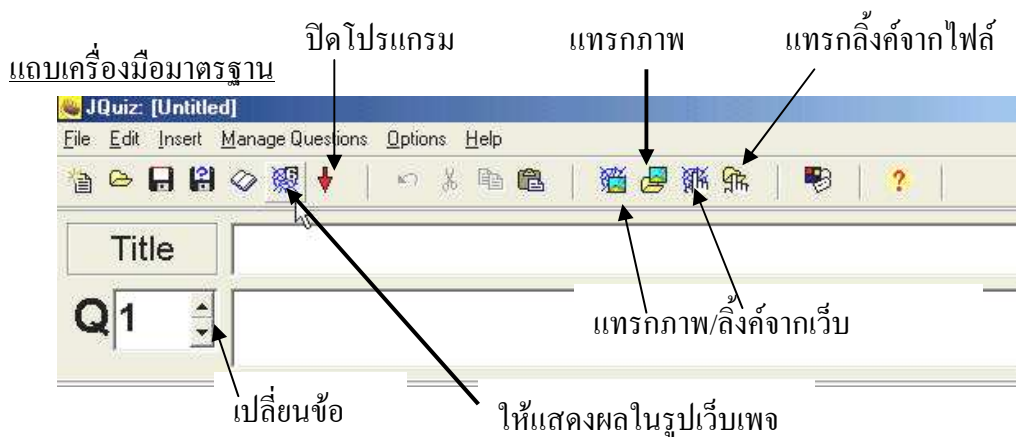 ปิดโปรแกรม แทรกภาพ แทรกลิ้งค์จากไฟล์
แถบเครื่องมือมาตรฐาน
JQuiz: [Untitled]
File Edit Insert Manage Questions Options Help
?
Title
Q 1
แทรกภาพ/ลิ้งค์จากเว็บ
เปลี่ยนข้อ
ให้แสดงผลในรูปเว็บเพจ